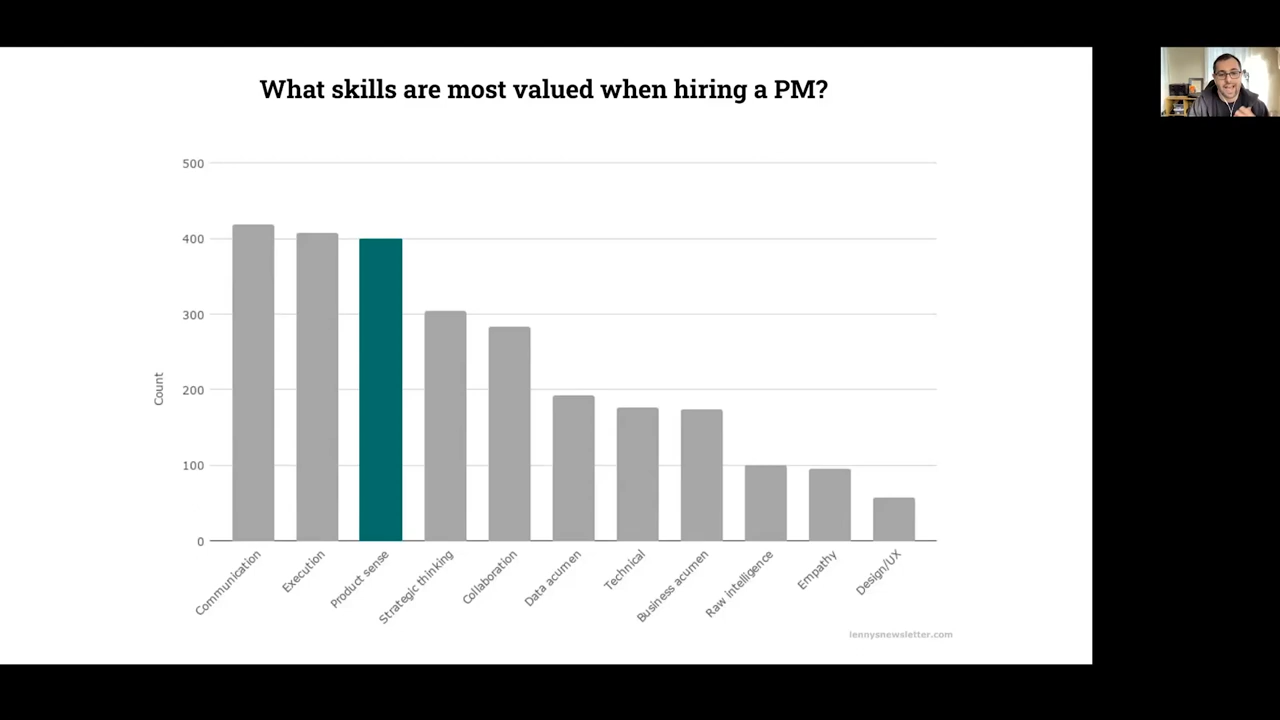 What skills are most valued when hiring a PM?
500
400
300
200
100
0
Count
Communication
Execution
Product sense
Strategic thinking
Collaboration
Data acumen
Technical
Business acumen
Raw intelligence
Empathy
Design/UX
lennysnewsletter.com